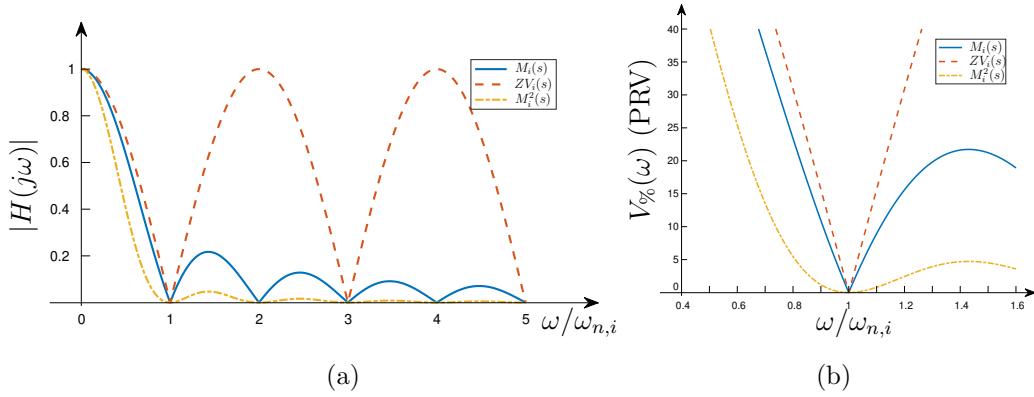 |H(jω)|
1
0.8
0.6
0.4
0.2
0 1 2 3 4 5
ω/ω_{n,i}
M_i(s)
ZV_i(s)
M_i^2(s)
(a)
V_%(ω) (PRV)
40
35
30
25
20
15
10
5
0
0.4 0.6 0.8 1 1.2 1.4 1.6
ω/ω_{n,i}
M_i(s)
ZV_i(s)
M_i^2(s)
(b)